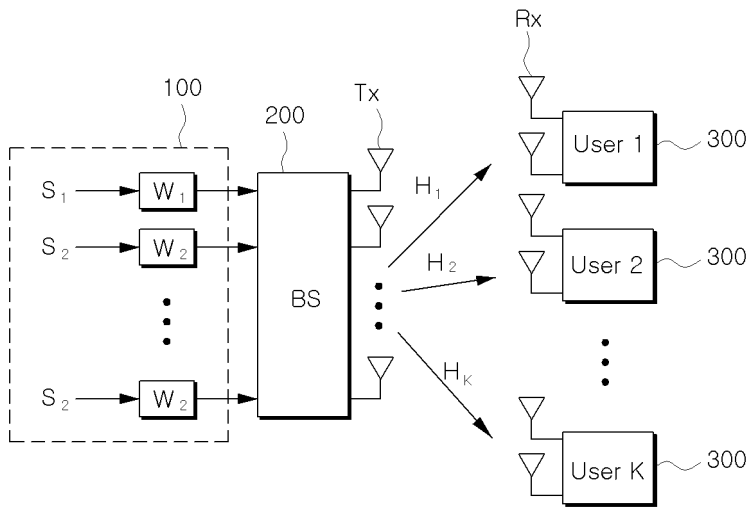 Rx
100
200
Tx
User 1
300
S₁
W₁
H₁
S₂
W₂
H₂
User 2
300
BS
S₂
W₂
H_K
User K
300